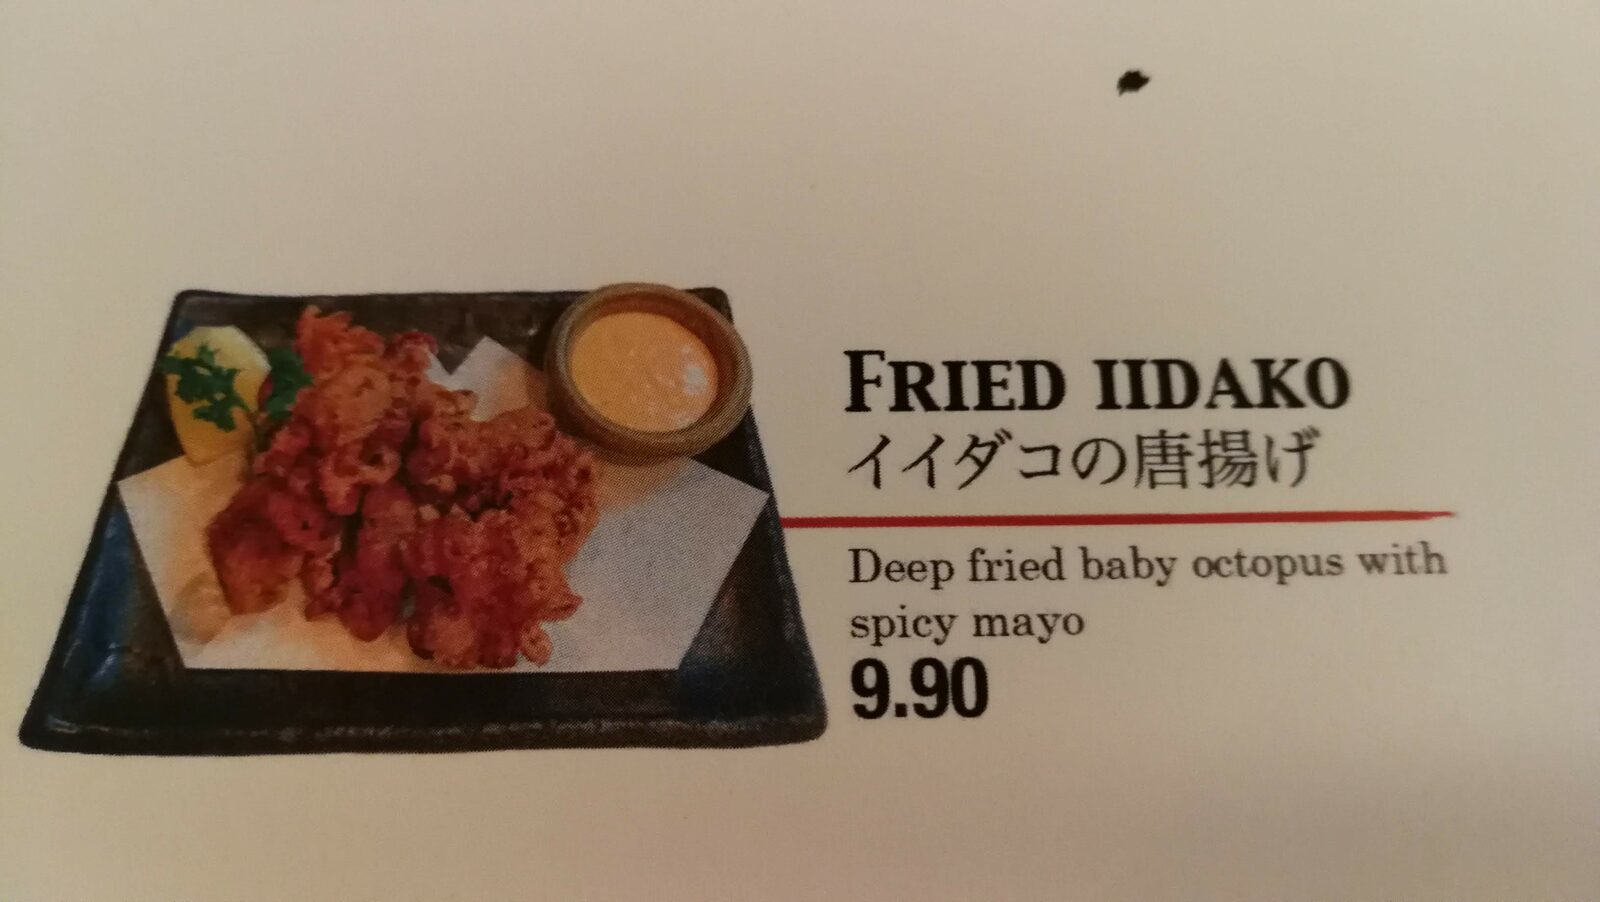 FRIED IIDAKO
イイダコの唐揚げ
Deep fried baby octopus with
spicy mayo
9.90